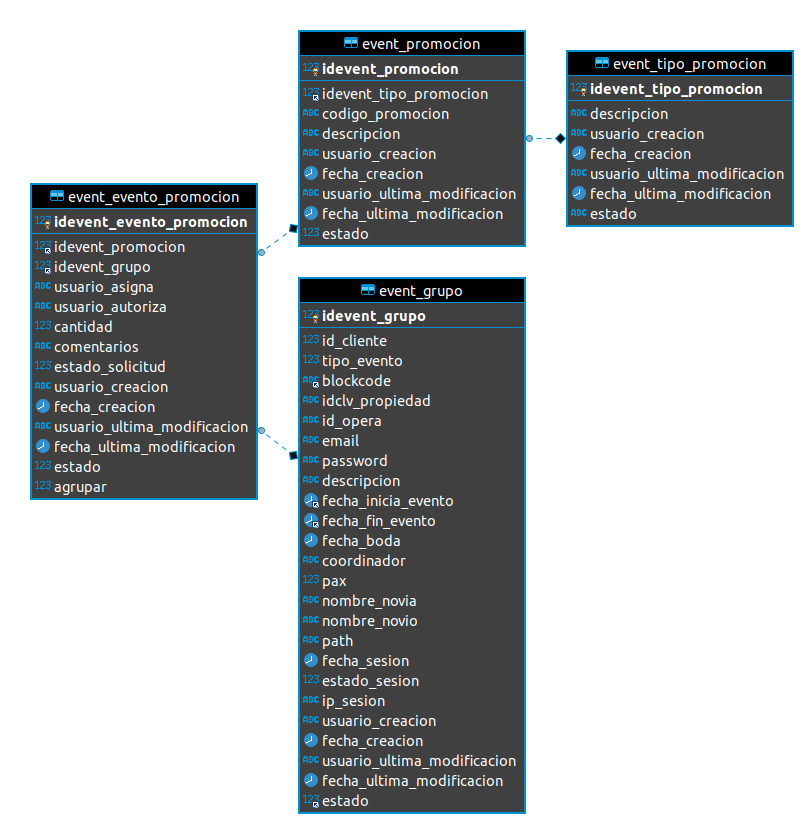 event_promocion
idevent_promocion
idevent_tipo_promocion
codigo_promocion
descripcion
usuario_creacion
fecha_creacion
usuario_ultima_modificacion
fecha_ultima_modificacion
estado
event_tipo_promocion
idevent_tipo_promocion
descripcion
usuario_creacion
fecha_creacion
usuario_ultima_modificacion
fecha_ultima_modificacion
estado
event_evento_promocion
idevent_evento_promocion
idevent_promocion
idevent_grupo
usuario_asigna
usuario_autoriza
cantidad
comentarios
estado_solicitud
usuario_creacion
fecha_creacion
usuario_ultima_modificacion
fecha_ultima_modificacion
estado
agrupar
event_grupo
idevent_grupo
id_cliente
tipo_evento
blockcode
idclv_propiedad
id_opera
email
password
descripcion
fecha_inicia_evento
fecha_fin_evento
fecha_boda
coordinador
pax
nombre_novia
nombre_novio
path
fecha_sesion
estado_sesion
ip_sesion
usuario_creacion
fecha_creacion
usuario_ultima_modificacion
fecha_ultima_modificacion
estado